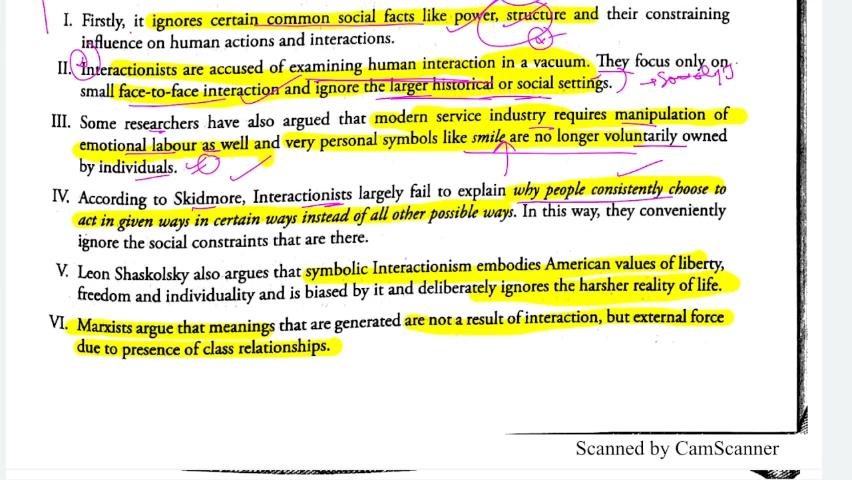 I. Firstly, it ignores certain common social facts like power, structure and their constraining
influence on human actions and interactions.
II. Interactionists are accused of examining human interaction in a vacuum. They focus only on
small face-to-face interaction and ignore the larger historical or social settings.
III. Some researchers have also argued that modern service industry requires manipulation of
emotional labour as well and very personal symbols like smile are no longer voluntarily owned
by individuals.
IV. According to Skidmore, Interactionists largely fail to explain why people consistently choose to
act in given ways in certain ways instead of all other possible ways. In this way, they conveniently
ignore the social constraints that are there.
V. Leon Shaskolsky also argues that symbolic Interactionism embodies American values of liberty,
freedom and individuality and is biased by it and deliberately ignores the harsher reality of life.
VI. Marxists argue that meanings that are generated are not a result of interaction, but external force
due to presence of class relationships.
Scanned by CamScanner